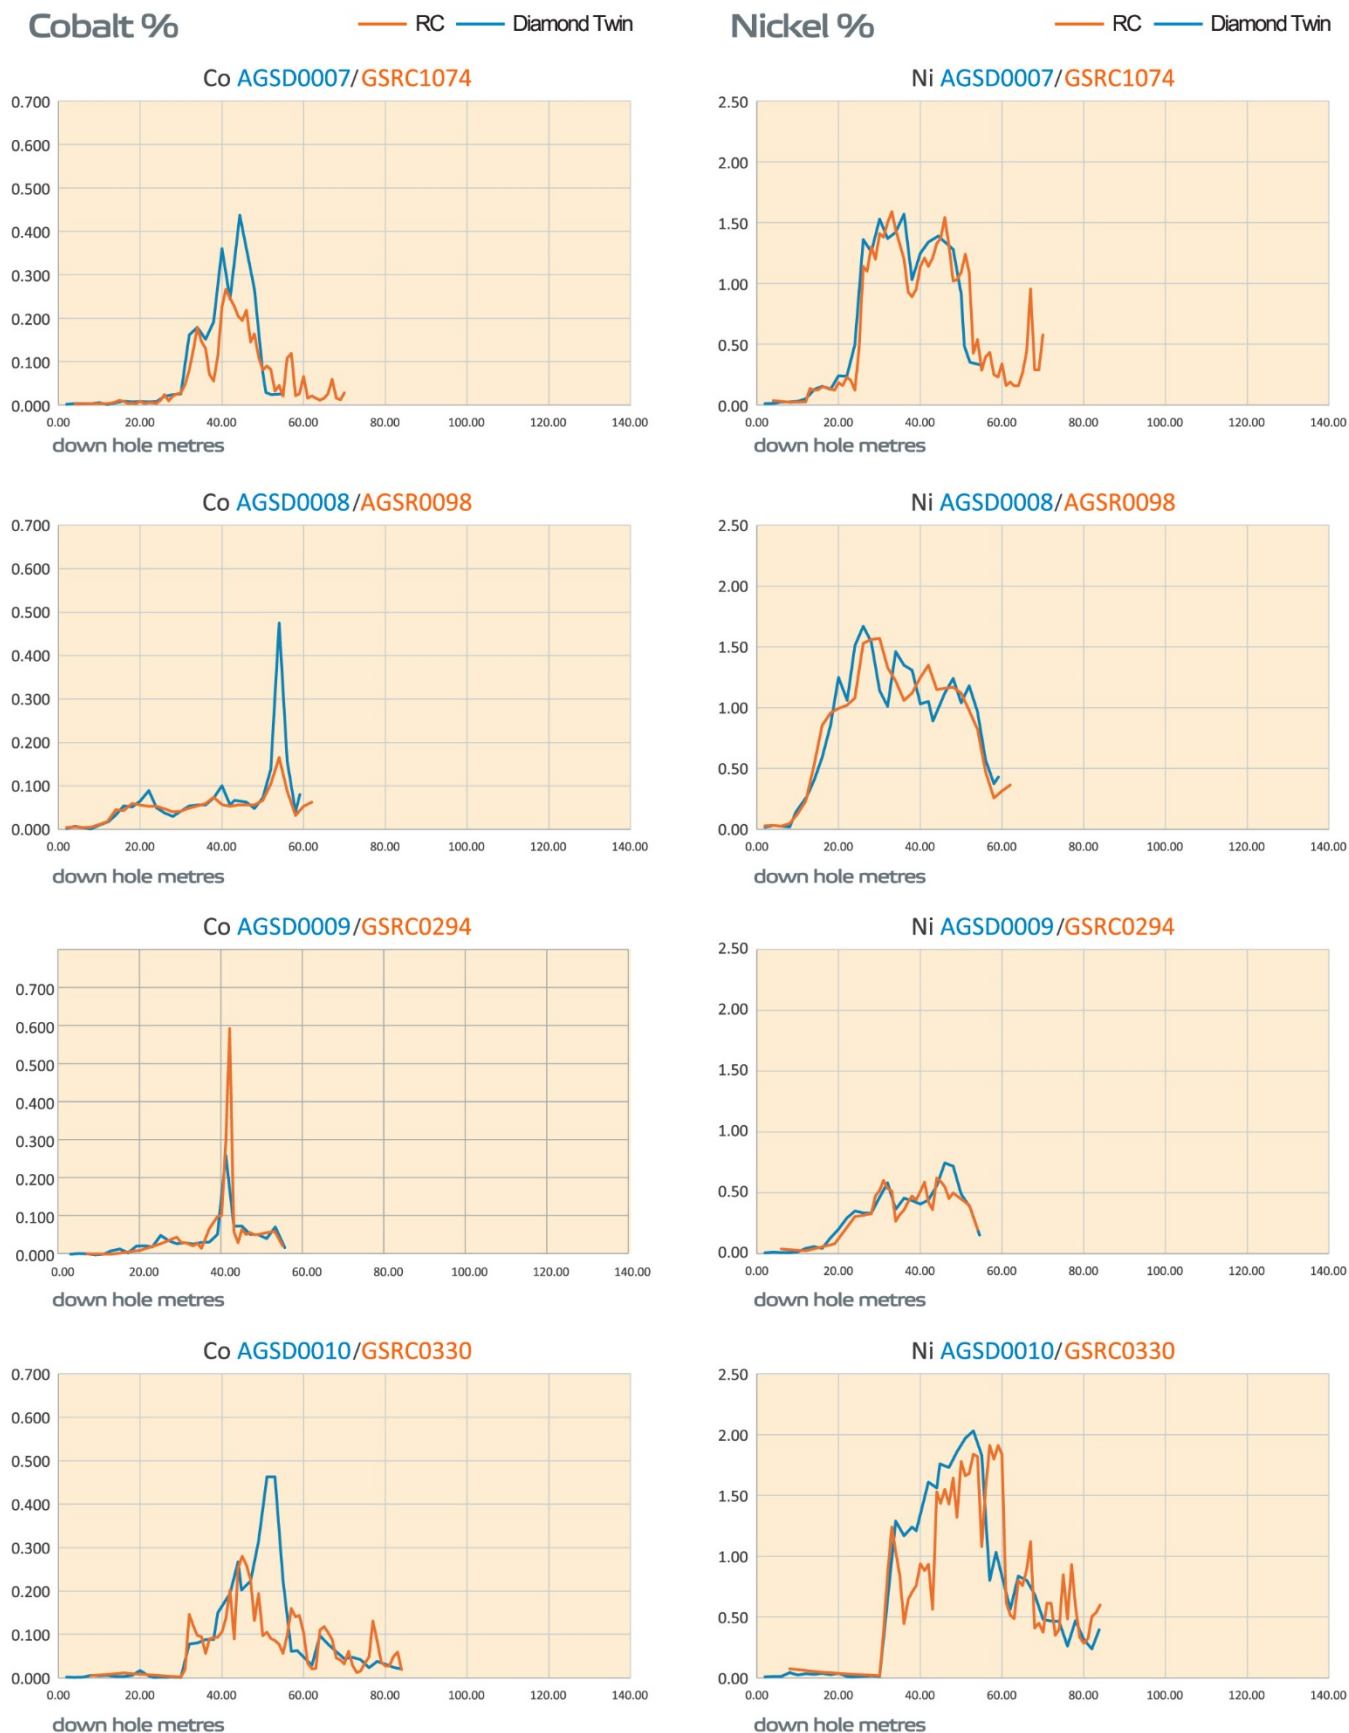 Cobalt %
RC
Diamond Twin
Nickel %
RC
Diamond Twin
Co AGSD0007/GSRC1074
0.700
0.600
0.500
0.400
0.300
0.200
0.100
0.000
0.00 20.00 40.00 60.00 80.00 100.00 120.00 140.00
down hole metres
Ni AGSD0007/GSRC1074
2.50
2.00
1.50
1.00
0.50
0.00
0.00 20.00 40.00 60.00 80.00 100.00 120.00 140.00
down hole metres
Co AGSD0008/AGSR0098
0.700
0.600
0.500
0.400
0.300
0.200
0.100
0.000
0.00 20.00 40.00 60.00 80.00 100.00 120.00 140.00
down hole metres
Ni AGSD0008/AGSR0098
2.50
2.00
1.50
1.00
0.50
0.00
0.00 20.00 40.00 60.00 80.00 100.00 120.00 140.00
down hole metres
Co AGSD0009/GSRC0294
0.700
0.600
0.500
0.400
0.300
0.200
0.100
0.000
0.00 20.00 40.00 60.00 80.00 100.00 120.00 140.00
down hole metres
Ni AGSD0009/GSRC0294
2.50
2.00
1.50
1.00
0.50
0.00
0.00 20.00 40.00 60.00 80.00 100.00 120.00 140.00
down hole metres
Co AGSD0010/GSRC0330
0.700
0.600
0.500
0.400
0.300
0.200
0.100
0.000
0.00 20.00 40.00 60.00 80.00 100.00 120.00 140.00
down hole metres
Ni AGSD0010/GSRC0330
2.50
2.00
1.50
1.00
0.50
0.00
0.00 20.00 40.00 60.00 80.00 100.00 120.00 140.00
down hole metres